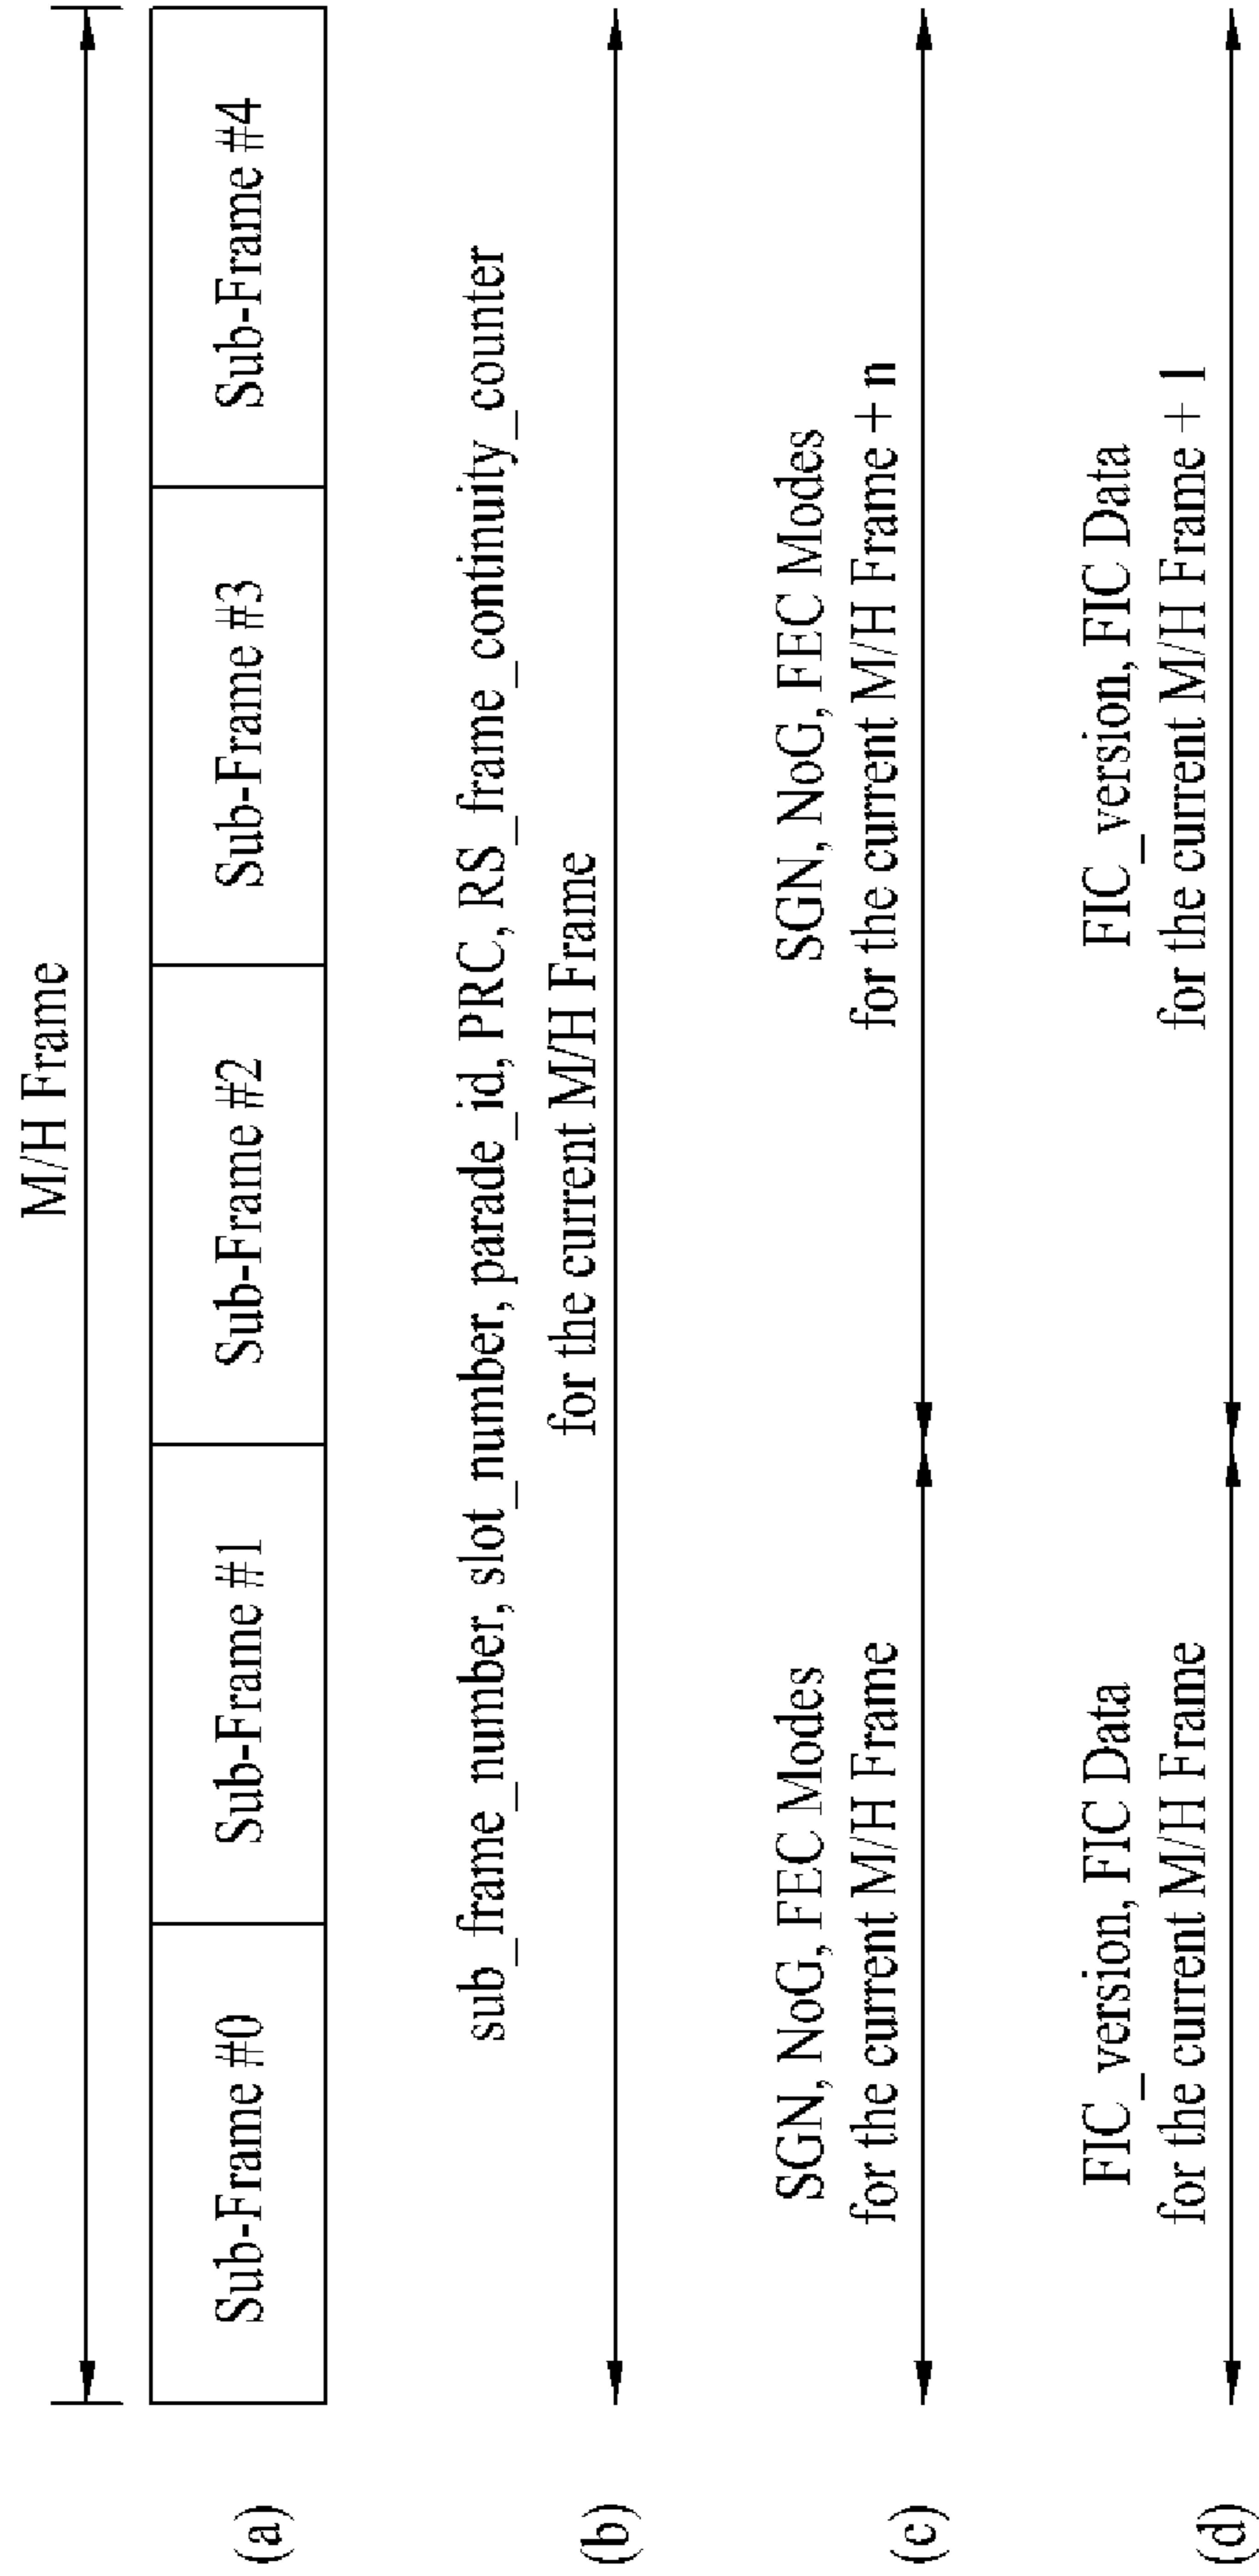 M/H Frame
(a) Sub-Frame #0 Sub-Frame #1 Sub-Frame #2 Sub-Frame #3 Sub-Frame #4
sub_frame_number, slot_number, parade_id, PRC, RS_frame_continuity_counter
for the current M/H Frame
(b)
SGN, NoG, FEC Modes
for the current M/H Frame
SGN, NoG, FEC Modes
for the current M/H Frame + n
(c)
FIC_version, FIC Data
for the current M/H Frame
FIC_version, FIC Data
for the current M/H Frame + 1
(d)